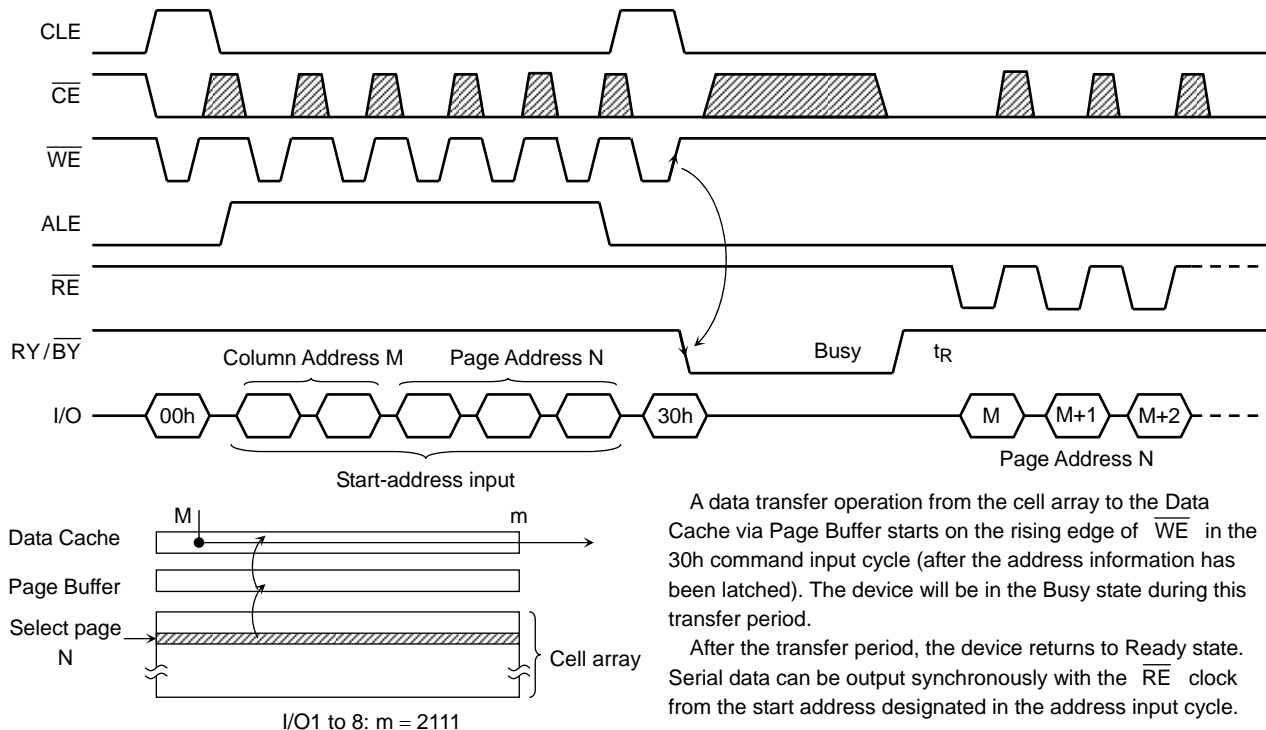 CLE
CE
WE
ALE
RE
RY/BY
Busy
tR
Column Address M
Page Address N
I/O
00h
30h
M
M+1
M+2
Start-address input
Page Address N
M
m
Data Cache
Page Buffer
Select page
N
Cell array
I/O1 to 8: m = 2111
A data transfer operation from the cell array to the Data
Cache via Page Buffer starts on the rising edge of WE in the
30h command input cycle (after the address information has
been latched). The device will be in the Busy state during this
transfer period.
After the transfer period, the device returns to Ready state.
Serial data can be output synchronously with the RE clock
from the start address designated in the address input cycle.